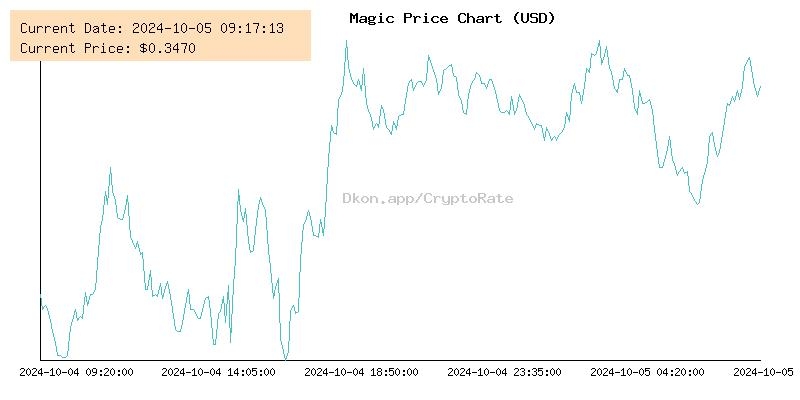 Magic Price Chart (USD)
Current Date: 2024-10-05 09:17:13
Current Price: $0.3470
Dkon.app/CryptoRate
2024-10-04 09:20:00 2024-10-04 14:05:00 2024-10-04 18:50:00 2024-10-04 23:35:00 2024-10-05 04:20:00 2024-10-05